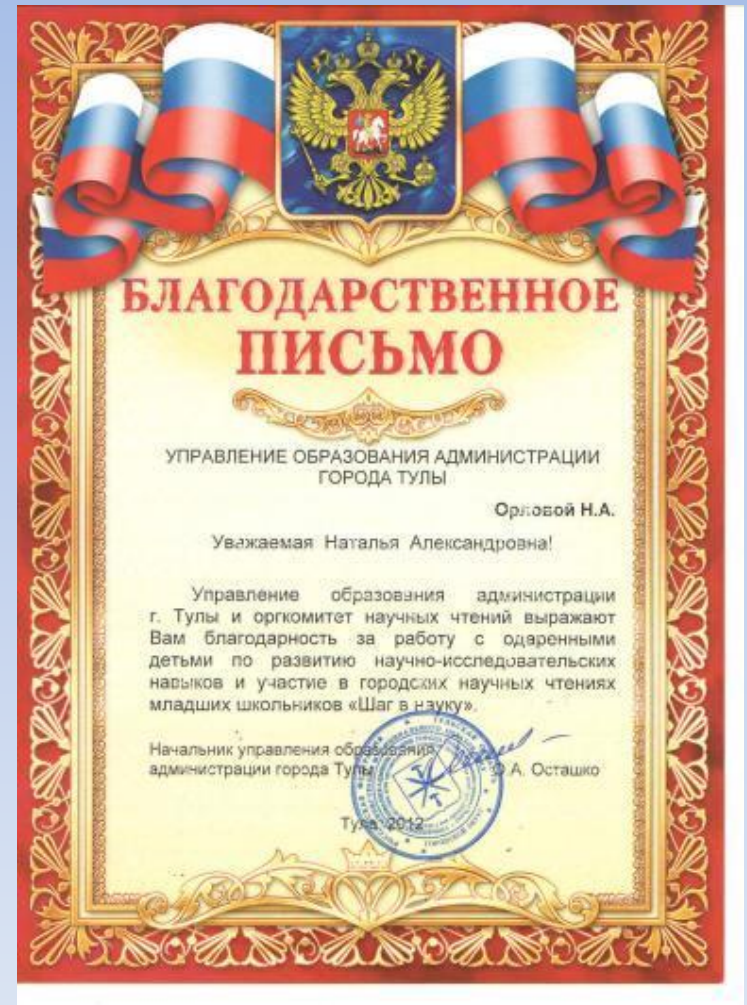 БЛАГОДАРСТВЕННОЕ
ПИСЬМО
УПРАВЛЕНИЕ ОБРАЗОВАНИЯ АДМИНИСТРАЦИИ
ГОРОДА ТУЛЫ
Орловой Н.А.
Уважаемая Наталья Александровна!
Управление образования администрации
г. Тулы и оргкомитет научных чтений выражают
Вам благодарность за работу с одаренными
детьми по развитию научно-исследовательских
навыков и участие в городских научных чтениях
младших школьников «Шаг в науку».
Начальник управления образования
администрации города Тулы О.А. Осташко
Тула 2012